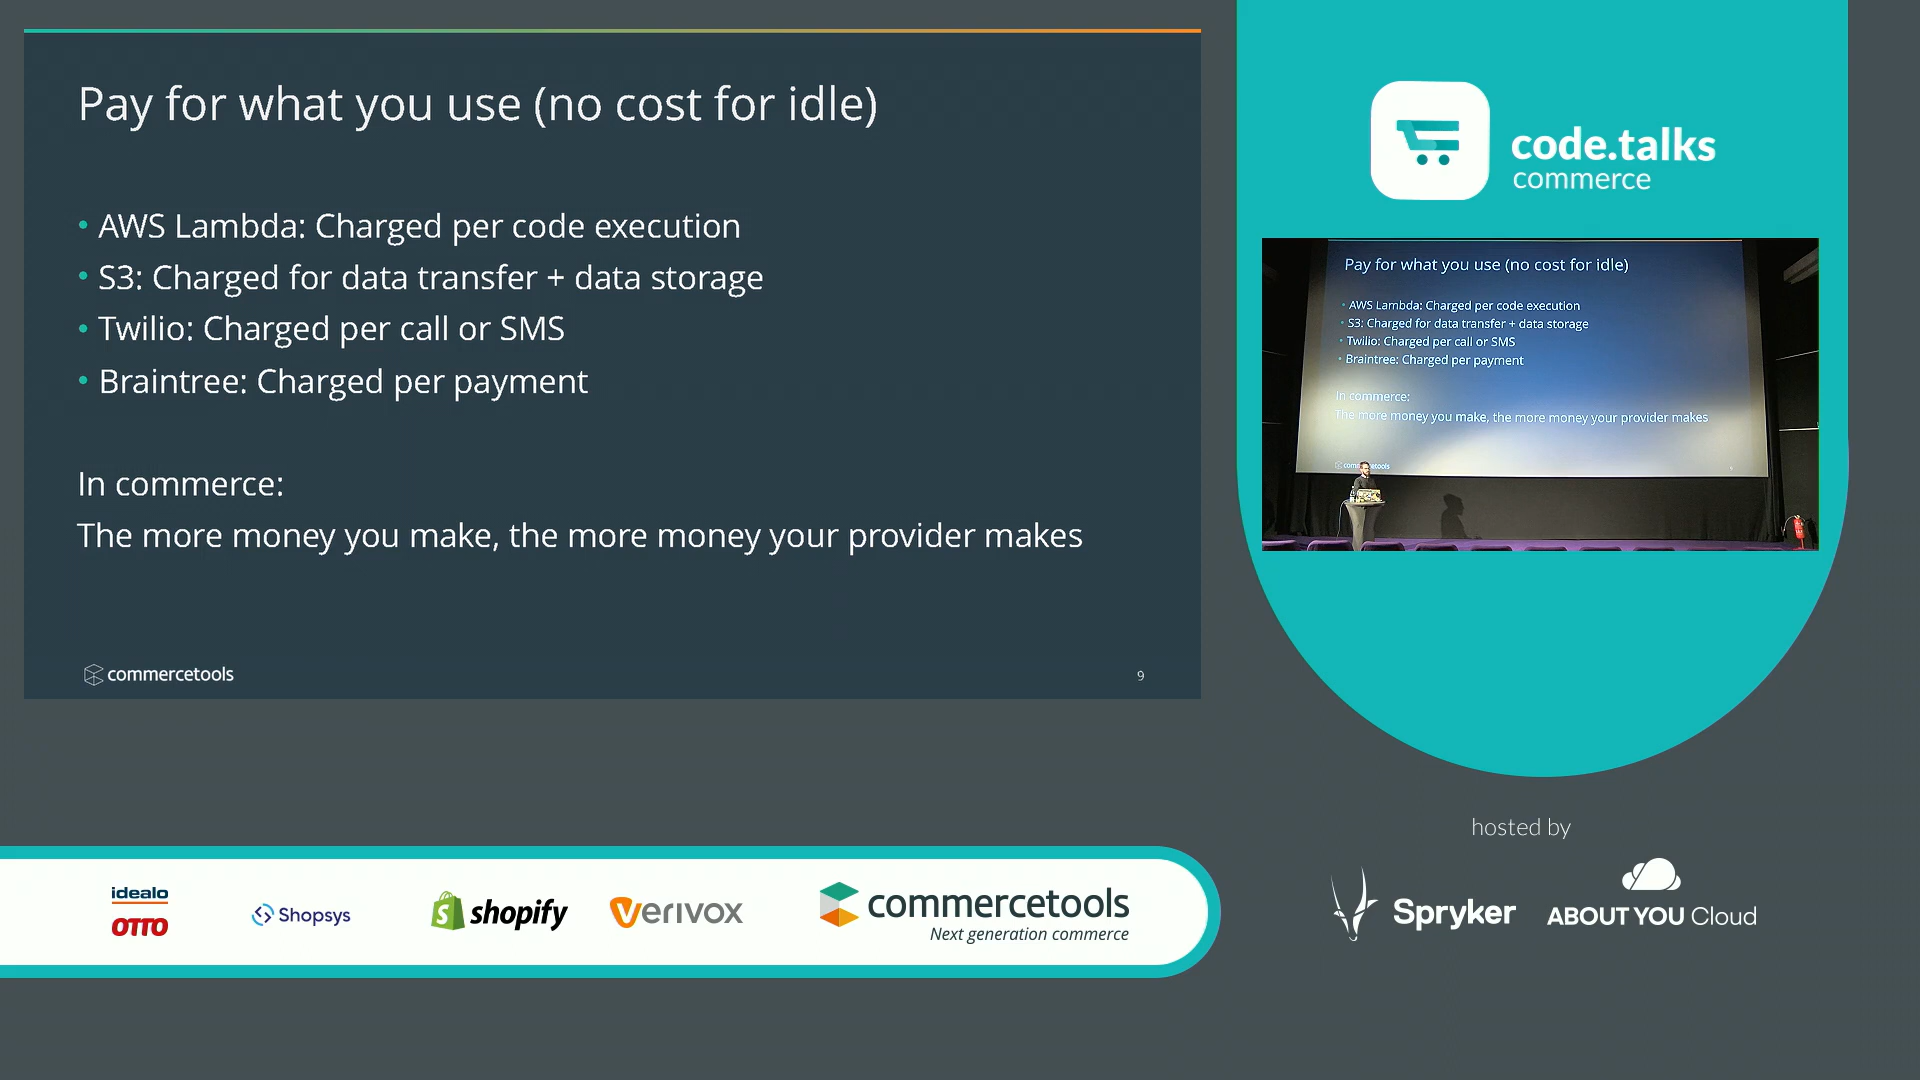 Pay for what you use (no cost for idle)
• AWS Lambda: Charged per code execution
• S3: Charged for data transfer + data storage
• Twilio: Charged per call or SMS
• Braintree: Charged per payment
In commerce:
The more money you make, the more money your provider makes
commercetools
9
code.talks
commerce
Pay for what you use (no cost for idle)
• AWS Lambda: Charged per code execution
• S3: Charged for data transfer + data storage
• Twilio: Charged per call or SMS
• Braintree: Charged per payment
In commerce:
The more money you make, the more money your provider makes
hosted by
Spryker
ABOUT YOU Cloud
idealo
OTTO
Shopsys
shopify
verivox
commercetools
Next generation commerce